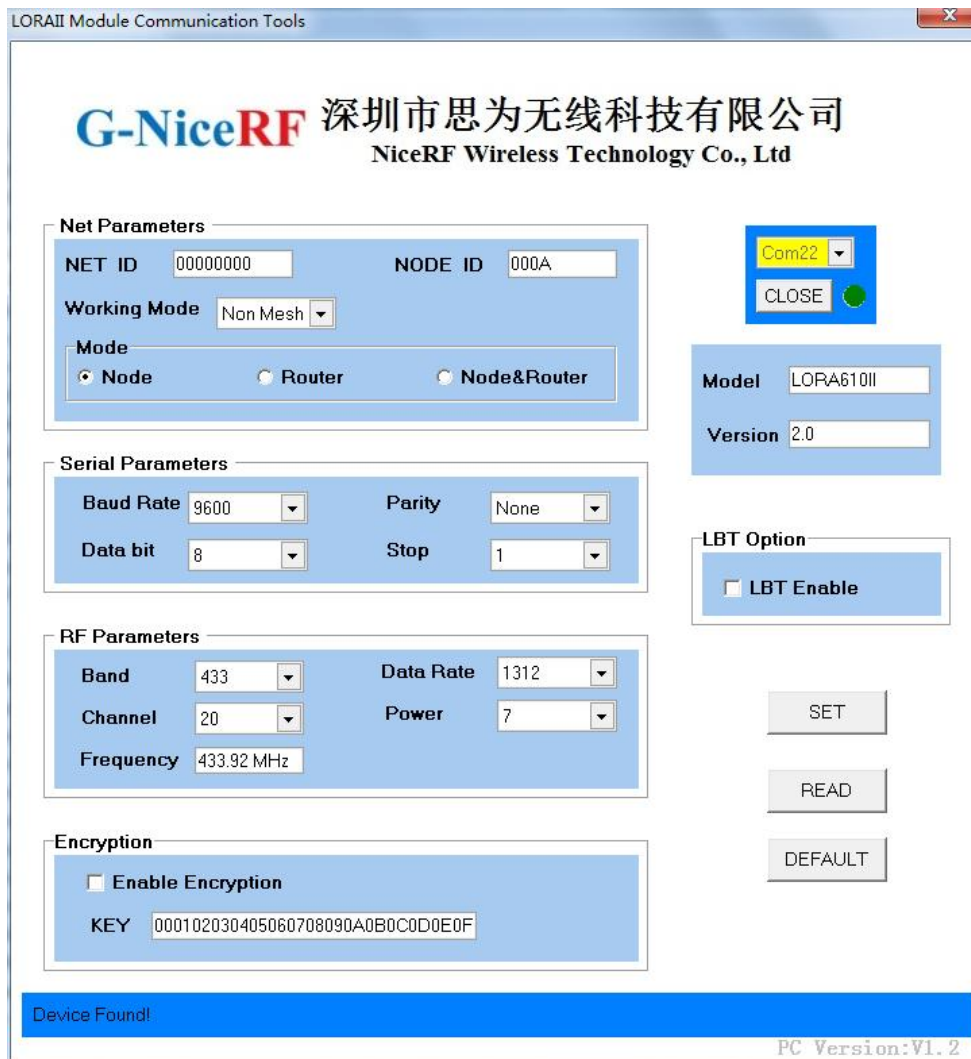 LORAII Module Communication Tools
G-NiceRF 深圳市思为无线科技有限公司
NiceRF Wireless Technology Co., Ltd
Net Parameters
NET ID 00000000 NODE ID 000A
Working Mode Non Mesh
Mode
Node Router Node&Router
Com22
CLOSE
Model LORA610II
Version 2.0
Serial Parameters
Baud Rate 9600 Parity None
Data bit 8 Stop 1
LBT Option
LBT Enable
RF Parameters
Band 433 Data Rate 1312
Channel 20 Power 7
Frequency 433.92 MHz
SET
READ
DEFAULT
Encryption
Enable Encryption
KEY 000102030405060708090A0B0C0D0E0F
Device Found!
PC Version:V1.2